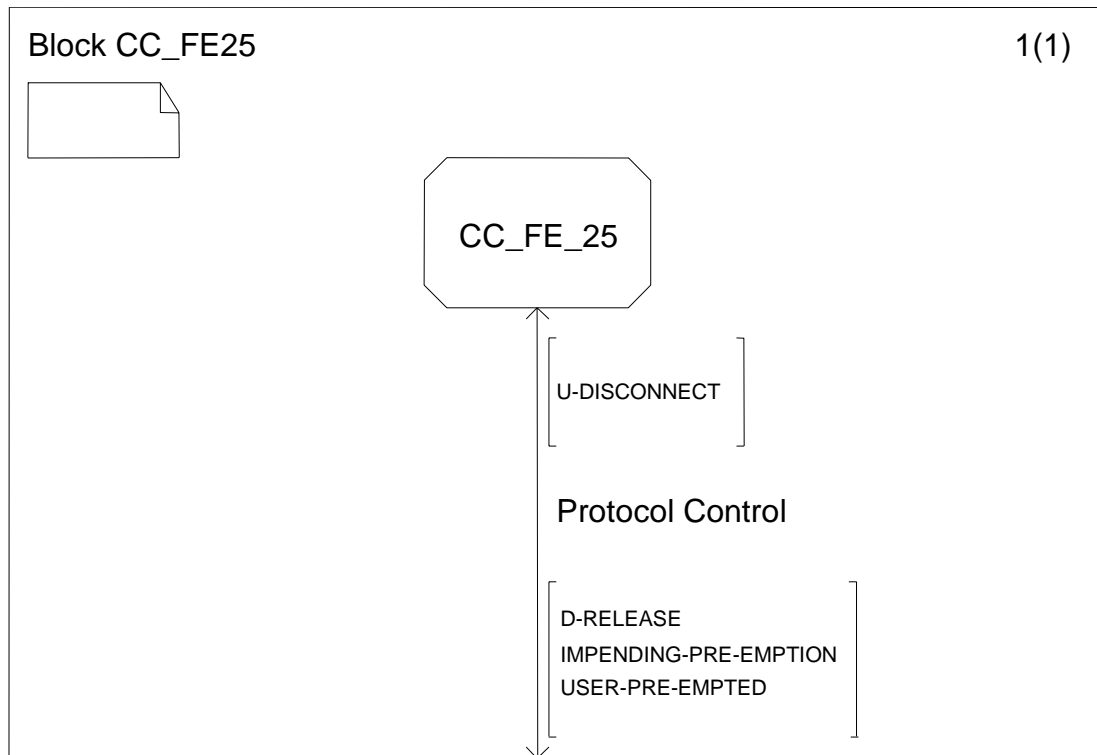 Block CC_FE25
1(1)
CC_FE_25
U-DISCONNECT
Protocol Control
D-RELEASE
IMPENDING-PRE-EMPTION
USER-PRE-EMPTED